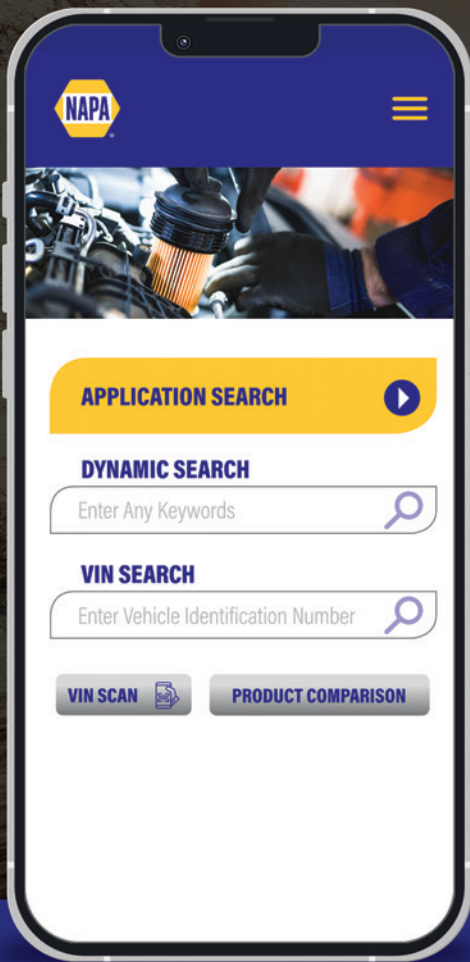 NAPA
APPLICATION SEARCH
DYNAMIC SEARCH
Enter Any Keywords
VIN SEARCH
Enter Vehicle Identification Number
VIN SCAN
PRODUCT COMPARISON